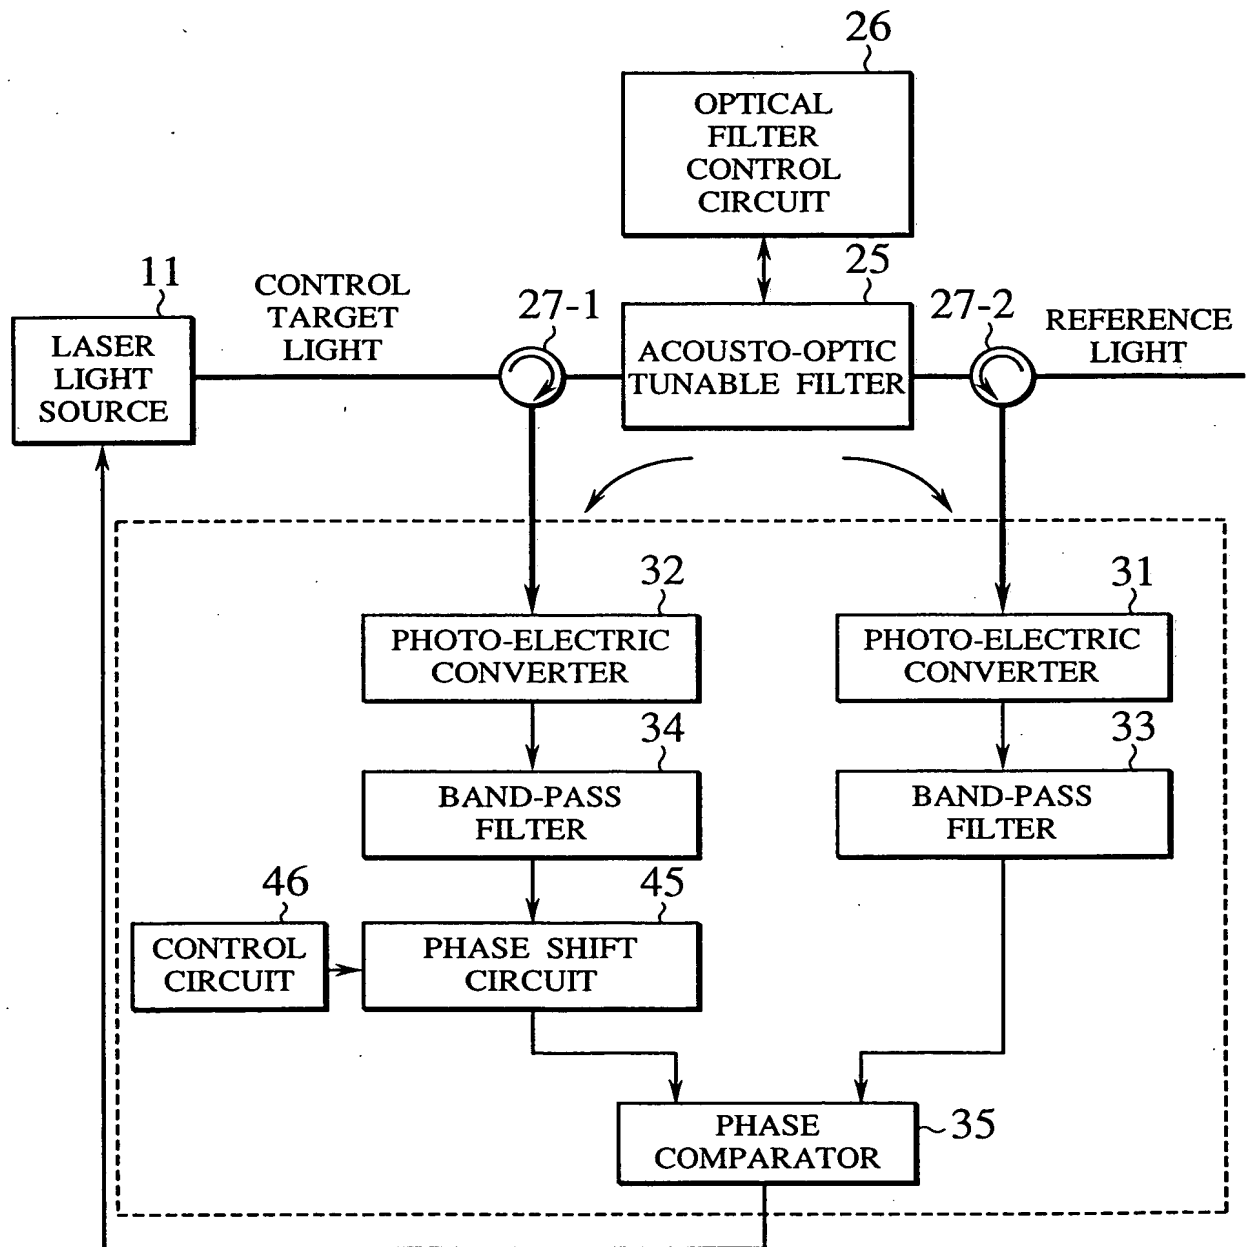 26
OPTICAL
FILTER
CONTROL
CIRCUIT
11
CONTROL
TARGET
LIGHT
27-1
25
27-2
REFERENCE
LIGHT
LASER
LIGHT
SOURCE
ACOUSTO-OPTIC
TUNABLE FILTER
32
31
PHOTO-ELECTRIC
CONVERTER
PHOTO-ELECTRIC
CONVERTER
34
33
BAND-PASS
FILTER
BAND-PASS
FILTER
46
45
CONTROL
CIRCUIT
PHASE SHIFT
CIRCUIT
PHASE
COMPARATOR
35